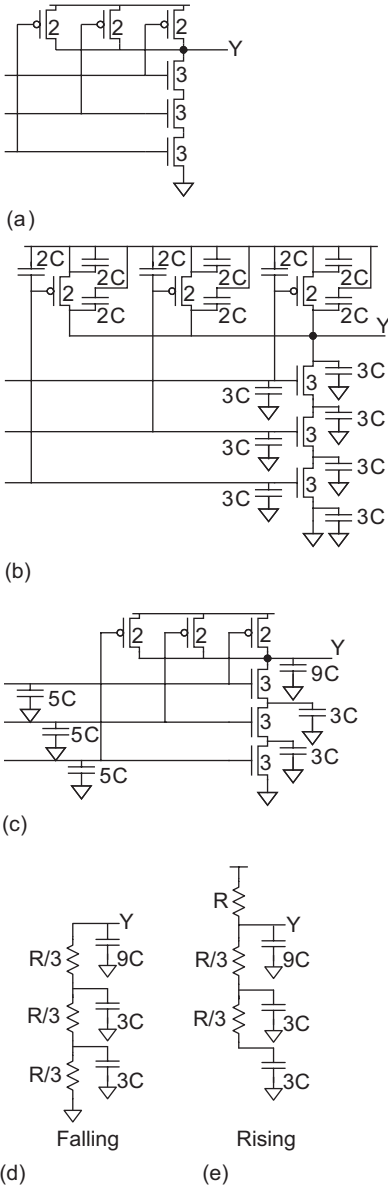 2 2 2 Y
3
3
3
(a)
2C 2C 2C 2C 2C 2C
2 2 2
2C 2C 2C
Y
3 3C
3C
3C
3 3C
3C
3 3C
3C
(b)
2 2 2
Y
9C
5C 3 3C
5C 3
3C
5C 3
(c)
R
Y Y
R/3 9C R/3 9C
R/3 3C R/3 3C
R/3 3C 3C
Falling Rising
(d) (e)